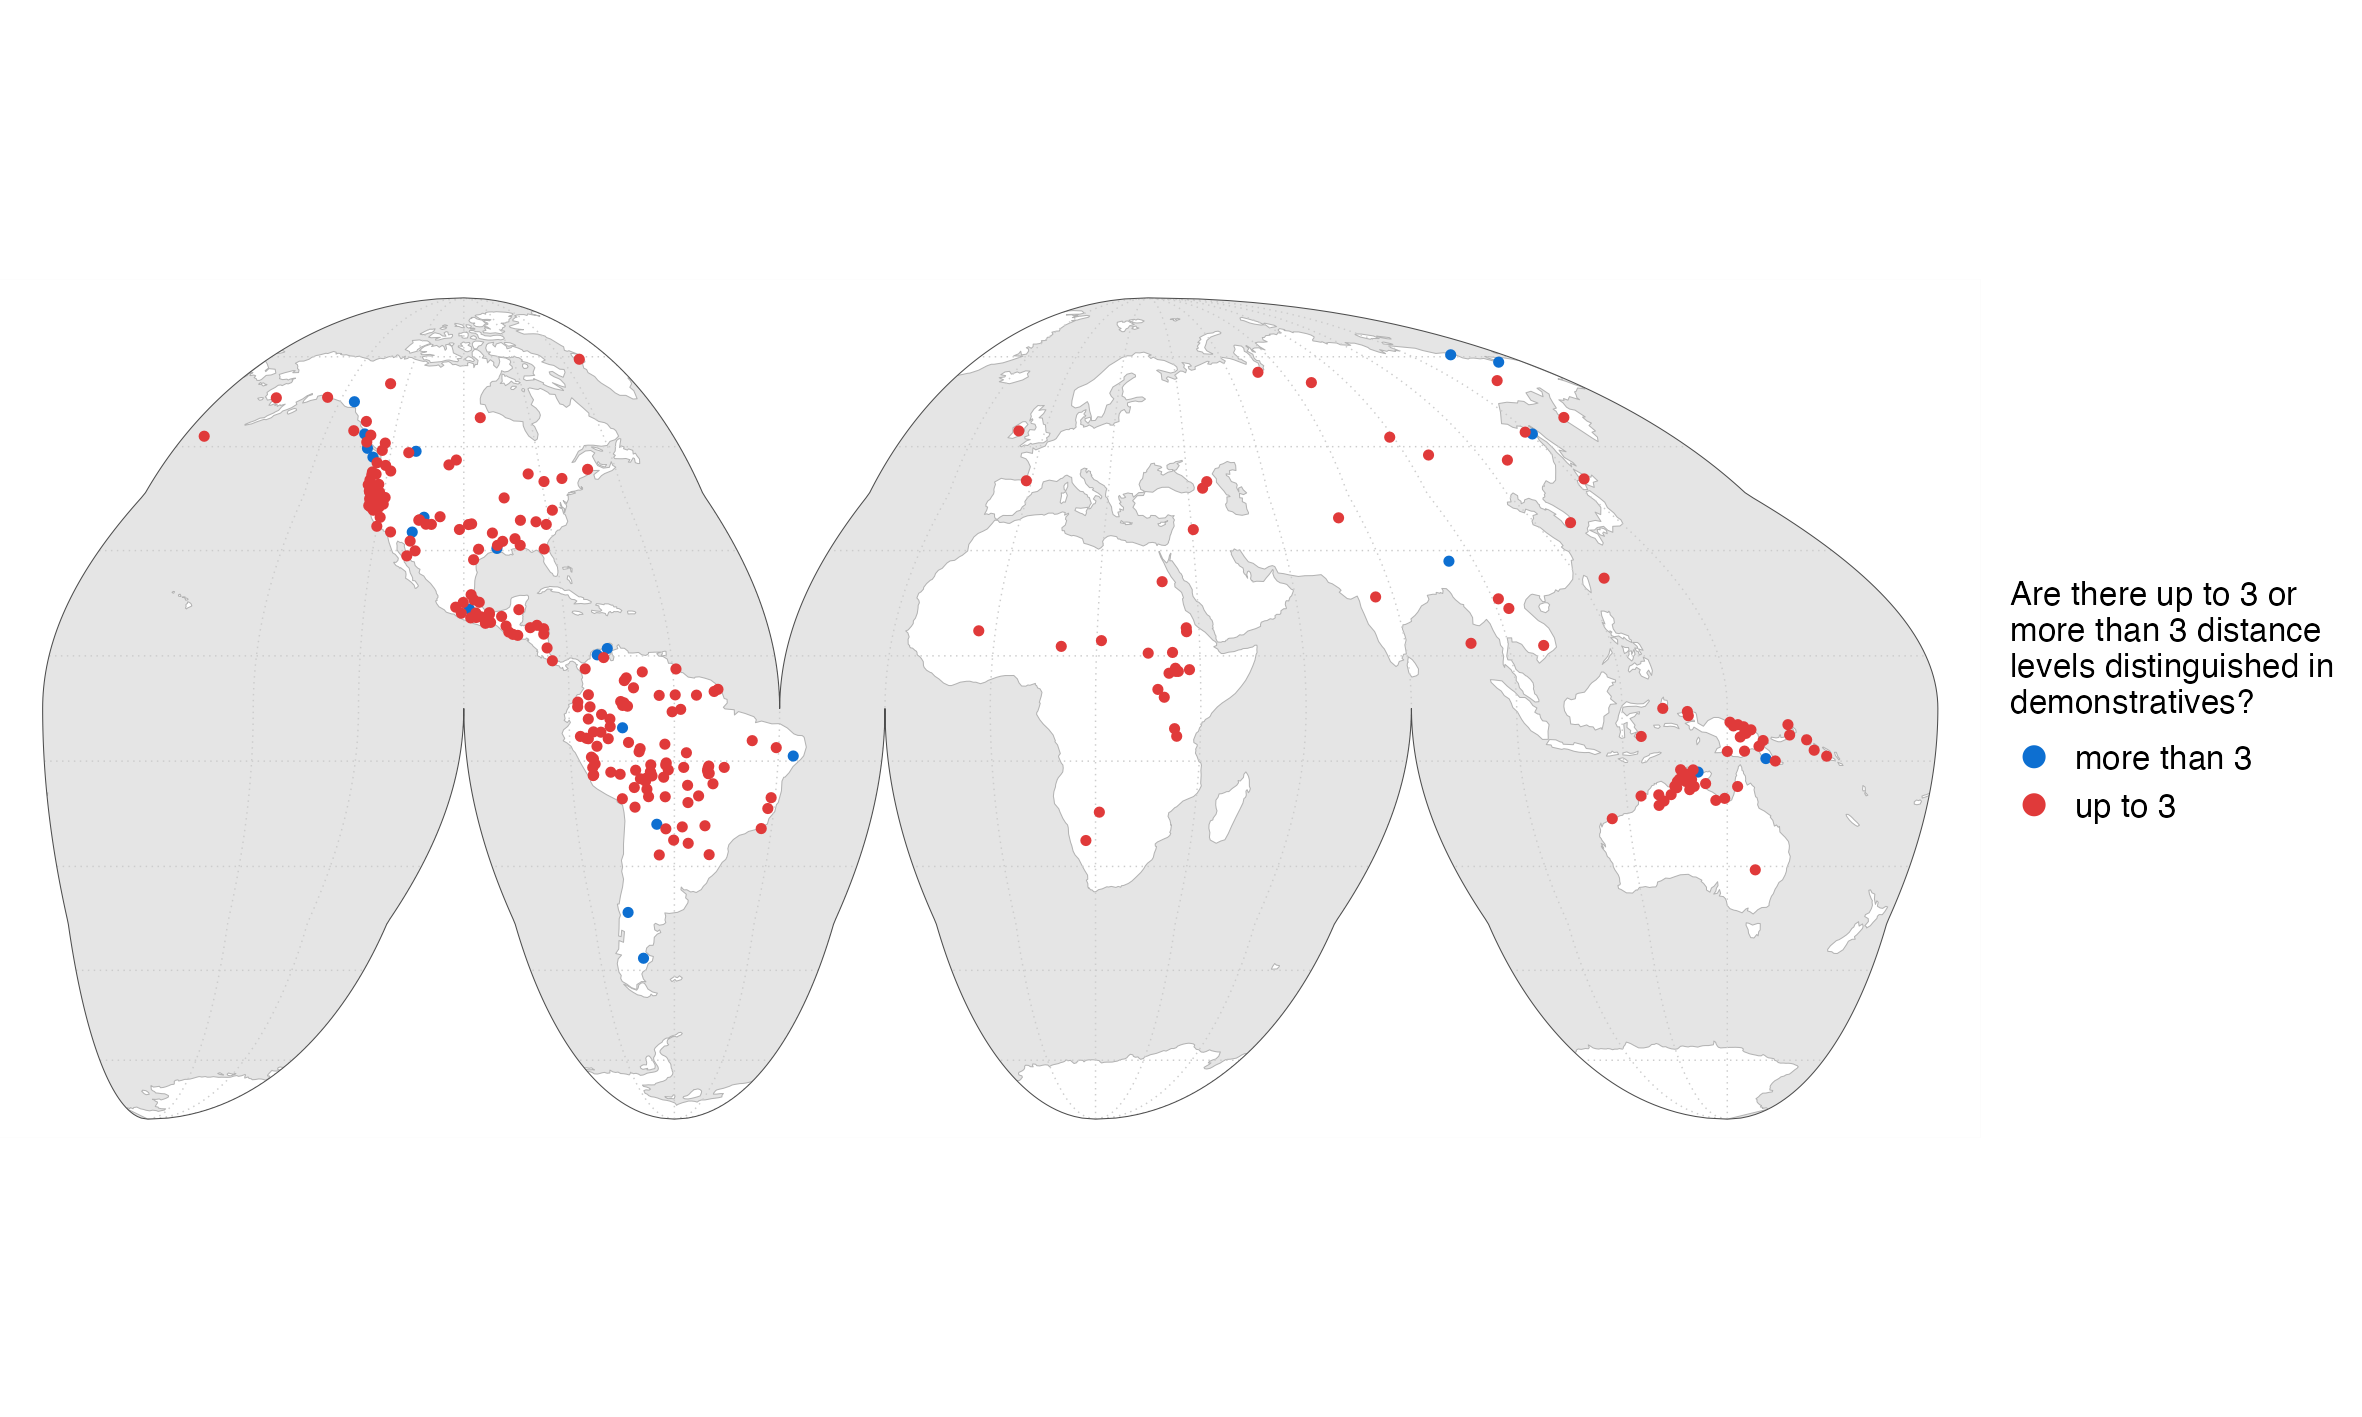 Are there up to 3 or
more than 3 distance
levels distinguished in
demonstratives?
more than 3
up to 3